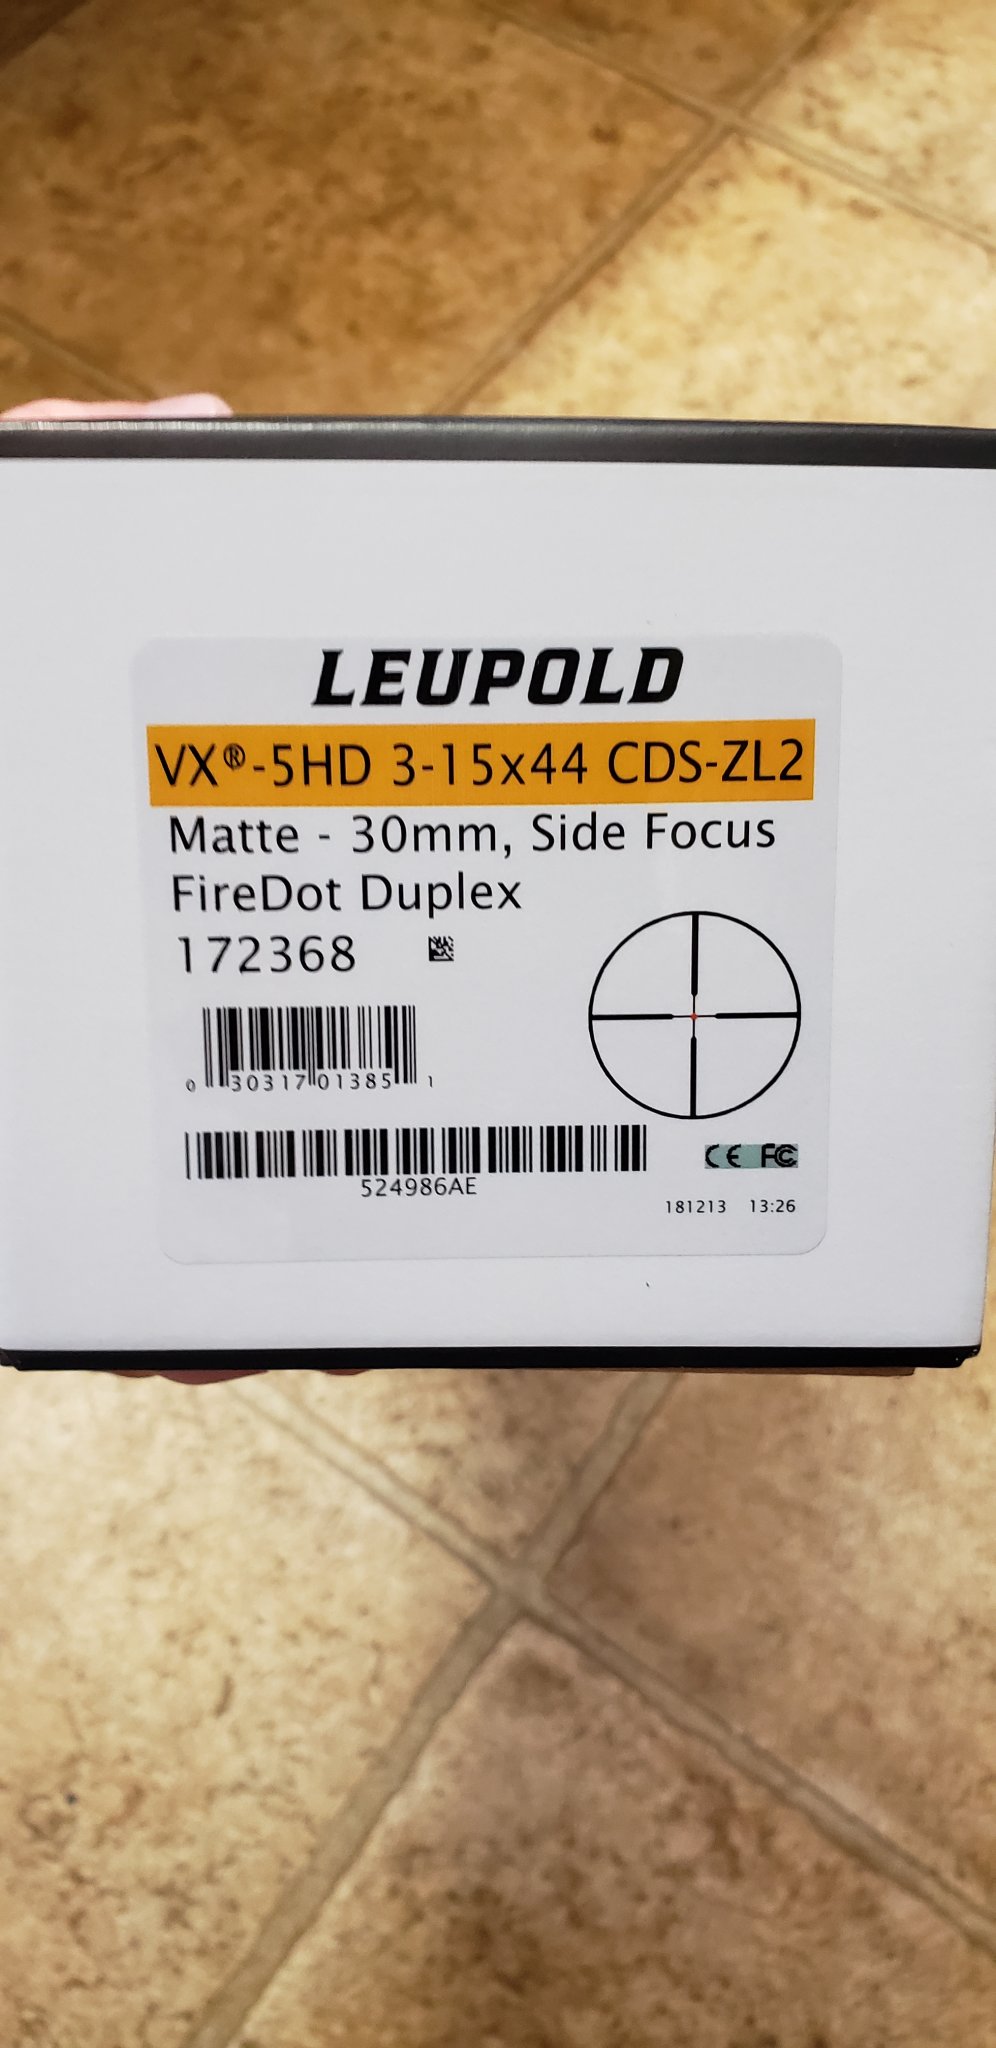 LEUPOLD
VX®-5HD 3-15x44 CDS-ZL2
Matte - 30mm, Side Focus
FireDot Duplex
172368
0 30317 01385 1
524986AE
CE FC
181213 13:26